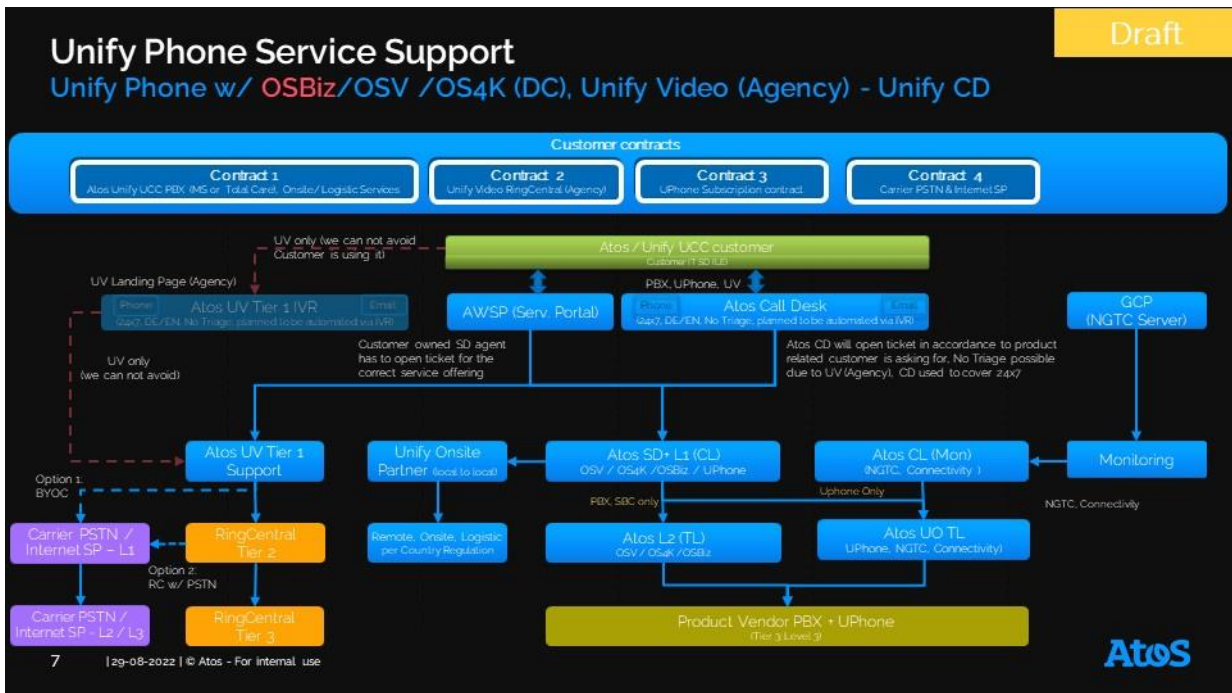 Draft
Unify Phone Service Support
Unify Phone w/ OSBiz/OSV /OS4K (DC), Unify Video (Agency) - Unify CD
Customer contracts
Contract 1
Atos Unify UCC PBX (MS or Total Care), Onsite/Logistic Services
Contract 2
Unify Video RingCentral (Agency)
Contract 3
UPhone Subscription contract
Contract 4
Carrier PSTN & Internet SP
UV only (we can not avoid
Customer is using it)
Atos / Unify UCC customer
Customer IT SD (LE)
UV Landing Page (Agency)
PBX, UPhone, UV
Phone
Atos UV Tier 1 IVR
Email
(24x7, DE/EN, No Triage, planned to be automated via IVR)
AWSP (Serv. Portal)
Phone
Atos Call Desk
Email
(24x7, DE/EN, No Triage, planned to be automated via IVR)
GCP
(NGTC Server)
UV only
(we can not avoid)
Customer owned SD agent
has to open ticket for the
correct service offering
Atos CD will open ticket in accordance to product
related customer is asking for, No Triage possible
due to UV (Agency), CD used to cover 24x7
Atos UV Tier 1
Support
Unify Onsite
Partner (local to local)
Atos SD+ L1 (CL)
OSV / OS4K /OSBiz / UPhone
Atos CL (Mon)
(NGTC, Connectivity )
Monitoring
Option 1:
BYOC
PBX, SBC only
Uphone Only
NGTC, Connectivity
Carrier PSTN /
Internet SP – L1
RingCentral
Tier 2
Remote, Onsite, Logistic
per Country Regulation
Atos L2 (TL)
OSV / OS4K /OSBiz
Atos UO TL
UPhone, NGTC, Connectivity)
Option 2:
RC w/ PSTN
Carrier PSTN /
Internet SP - L2 / L3
RingCentral
Tier 3
Product Vendor PBX + UPhone
(Tier 3 Level 3)
7 | 29-08-2022 | © Atos - For internal use
Atos